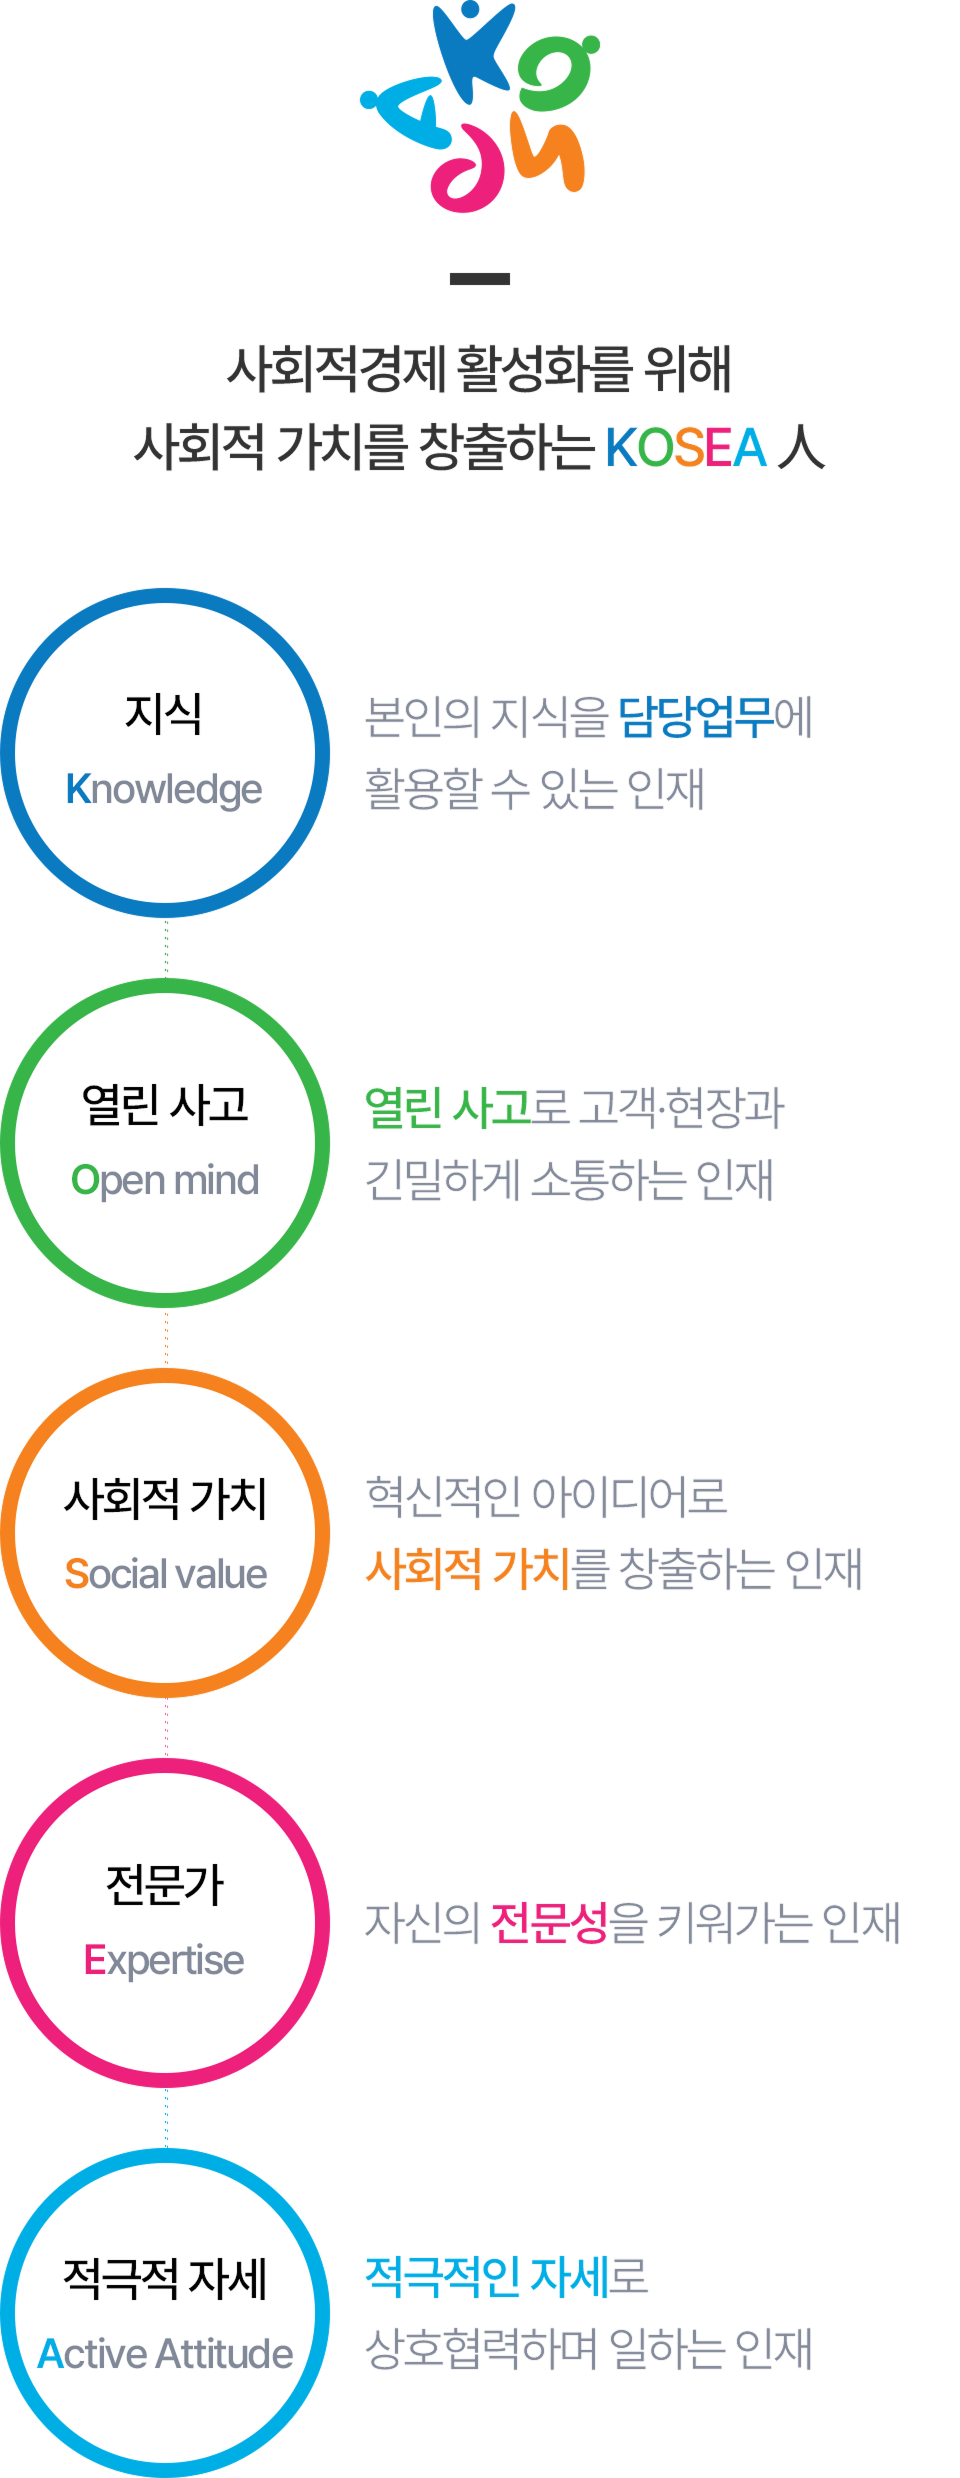 사회적경제 활성화를 위해
사회적 가치를 창출하는 KOSEA 人
지식
Knowledge
본인의 지식을 담당업무에
활용할 수 있는 인재
열린 사고
Open mind
열린 사고로 고객·현장과
긴밀하게 소통하는 인재
사회적 가치
Social value
혁신적인 아이디어로
사회적 가치를 창출하는 인재
전문가
Expertise
자신의 전문성을 키워가는 인재
적극적 자세
Active Attitude
적극적인 자세로
상호협력하며 일하는 인재